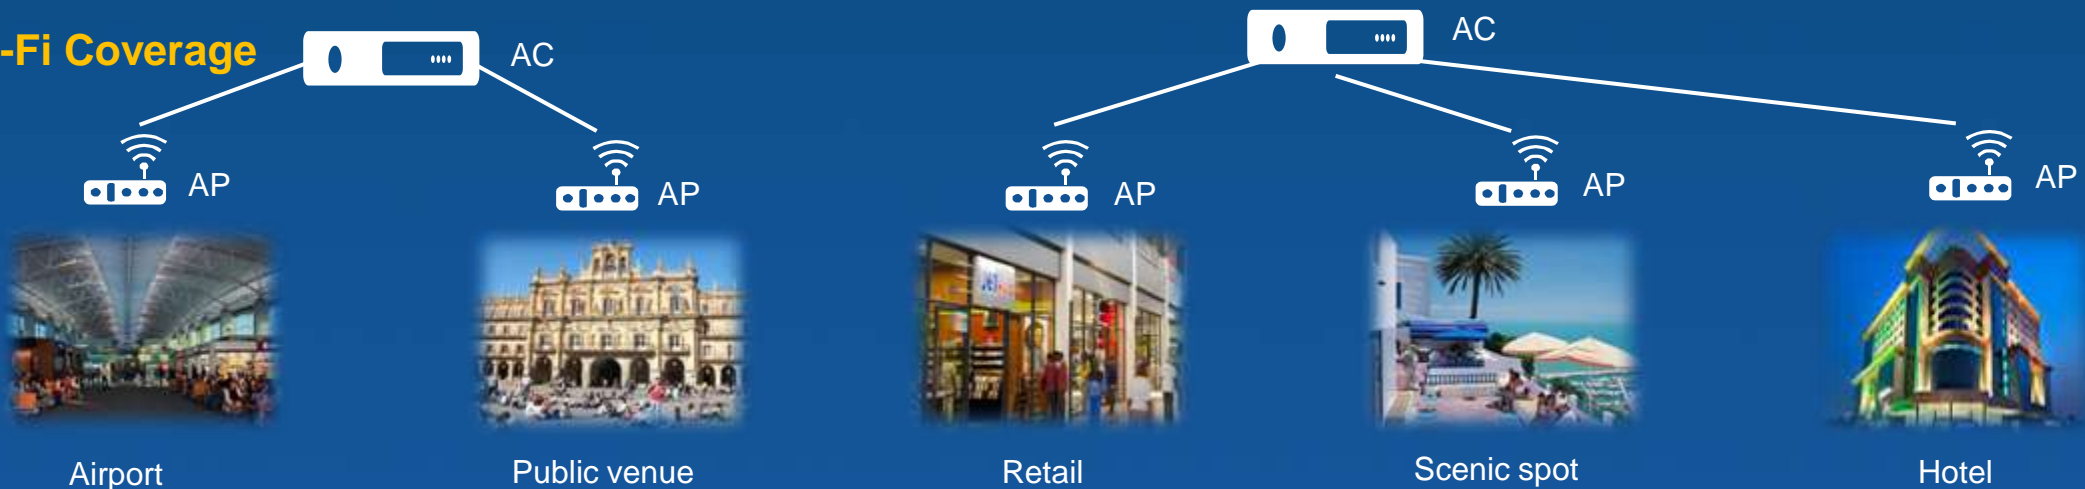 -Fi Coverage
AC
AC
AP
AP
AP
AP
AP
Airport
Public venue
Retail
Scenic spot
Hotel